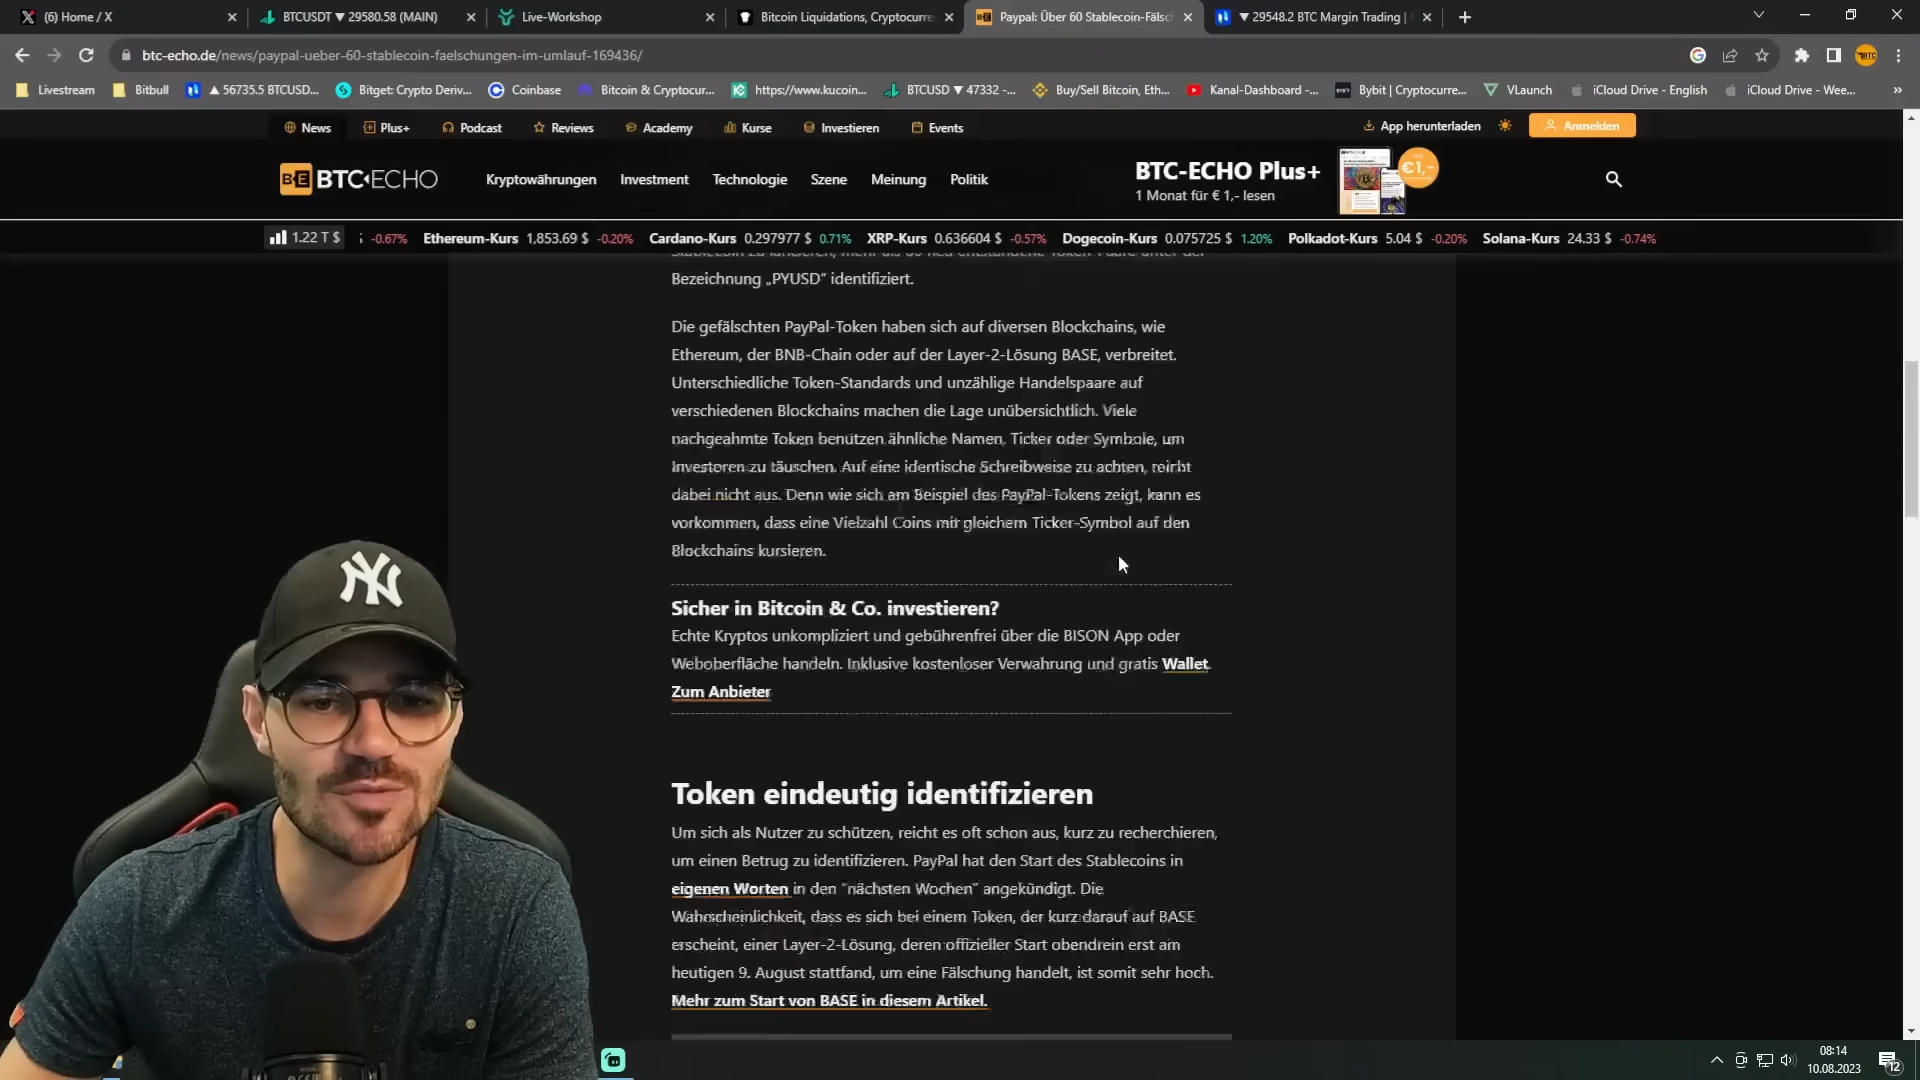 (6) Home / X
BTCUSDT ▼ 29580.58 (MAIN)
Live-Workshop
Bitcoin Liquidations, Cryptocurre
Paypal: Über 60 Stablecoin-Fälsc
▼ 29548.2 BTC Margin Trading |
btc-echo.de/news/paypal-ueber-60-stablecoin-faelschungen-im-umlauf-169436/
Livestream
Bitbull
▲ 56735.5 BTCUSD...
Bitget: Crypto Deriv...
Coinbase
Bitcoin & Cryptocur...
https://www.kucoin...
BTCUSD ▼ 47332 -...
Buy/Sell Bitcoin, Eth...
Kanal-Dashboard -...
Bybit | Cryptocurre...
VLaunch
iCloud Drive - English
iCloud Drive - Wee...
»
News
Plus+
Podcast
Reviews
Academy
Kurse
Investieren
Events
App herunterladen
Anmelden
BTC-ECHO
Kryptowährungen
Investment
Technologie
Szene
Meinung
Politik
BTC-ECHO Plus+
1 Monat für € 1,- lesen
€1,-
1.22 T $
-0.67%
Ethereum-Kurs 1,853.69 $ -0.20%
Cardano-Kurs 0.297977 $ 0.71%
XRP-Kurs 0.636604 $ -0.57%
Dogecoin-Kurs 0.075725 $ 1.20%
Polkadot-Kurs 5.04 $ -0.20%
Solana-Kurs 24.33 $ -0.74%
Bezeichnung „PYUSD“ identifiziert.
Die gefälschten PayPal-Token haben sich auf diversen Blockchains, wie
Ethereum, der BNB-Chain oder auf der Layer-2-Lösung BASE, verbreitet.
Unterschiedliche Token-Standards und unzählige Handelspaare auf
verschiedenen Blockchains machen die Lage unübersichtlich. Viele
nachgeahmte Token benutzen ähnliche Namen, Ticker oder Symbole, um
Investoren zu täuschen. Auf eine identische Schreibweise zu achten, reicht
dabei nicht aus. Denn wie sich am Beispiel des PayPal-Tokens zeigt, kann es
vorkommen, dass eine Vielzahl Coins mit gleichem Ticker-Symbol auf den
Blockchains kursieren.
Sicher in Bitcoin & Co. investieren?
Echte Kryptos unkompliziert und gebührenfrei über die BISON App oder
Weboberfläche handeln. Inklusive kostenloser Verwahrung und gratis Wallet.
Zum Anbieter
Token eindeutig identifizieren
Um sich als Nutzer zu schützen, reicht es oft schon aus, kurz zu recherchieren,
um einen Betrug zu identifizieren. PayPal hat den Start des Stablecoins in
eigenen Worten in den "nächsten Wochen" angekündigt. Die
Wahrscheinlichkeit, dass es sich bei einem Token, der kurz darauf auf BASE
erscheint, einer Layer-2-Lösung, deren offizieller Start obendrein erst am
heutigen 9. August stattfand, um eine Fälschung handelt, ist somit sehr hoch.
Mehr zum Start von BASE in diesem Artikel.
NY
08:14
10.08.2023
12